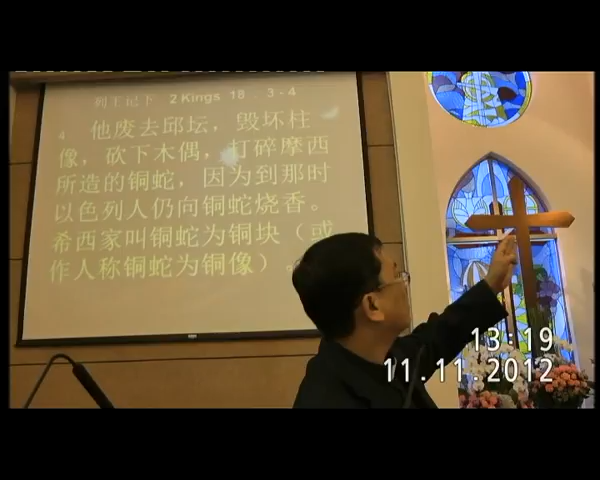 列王记下 2 Kings 18 . 3-4
4. 他废去邱坛，毁坏柱
像，砍下木偶，打碎摩西
所造的铜蛇，因为到那时
以色列人仍向铜蛇烧香。
希西家叫铜蛇为铜块（或
作人称铜蛇为铜像）。
13:19
11.11.2012